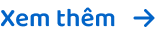 Xem thêm →